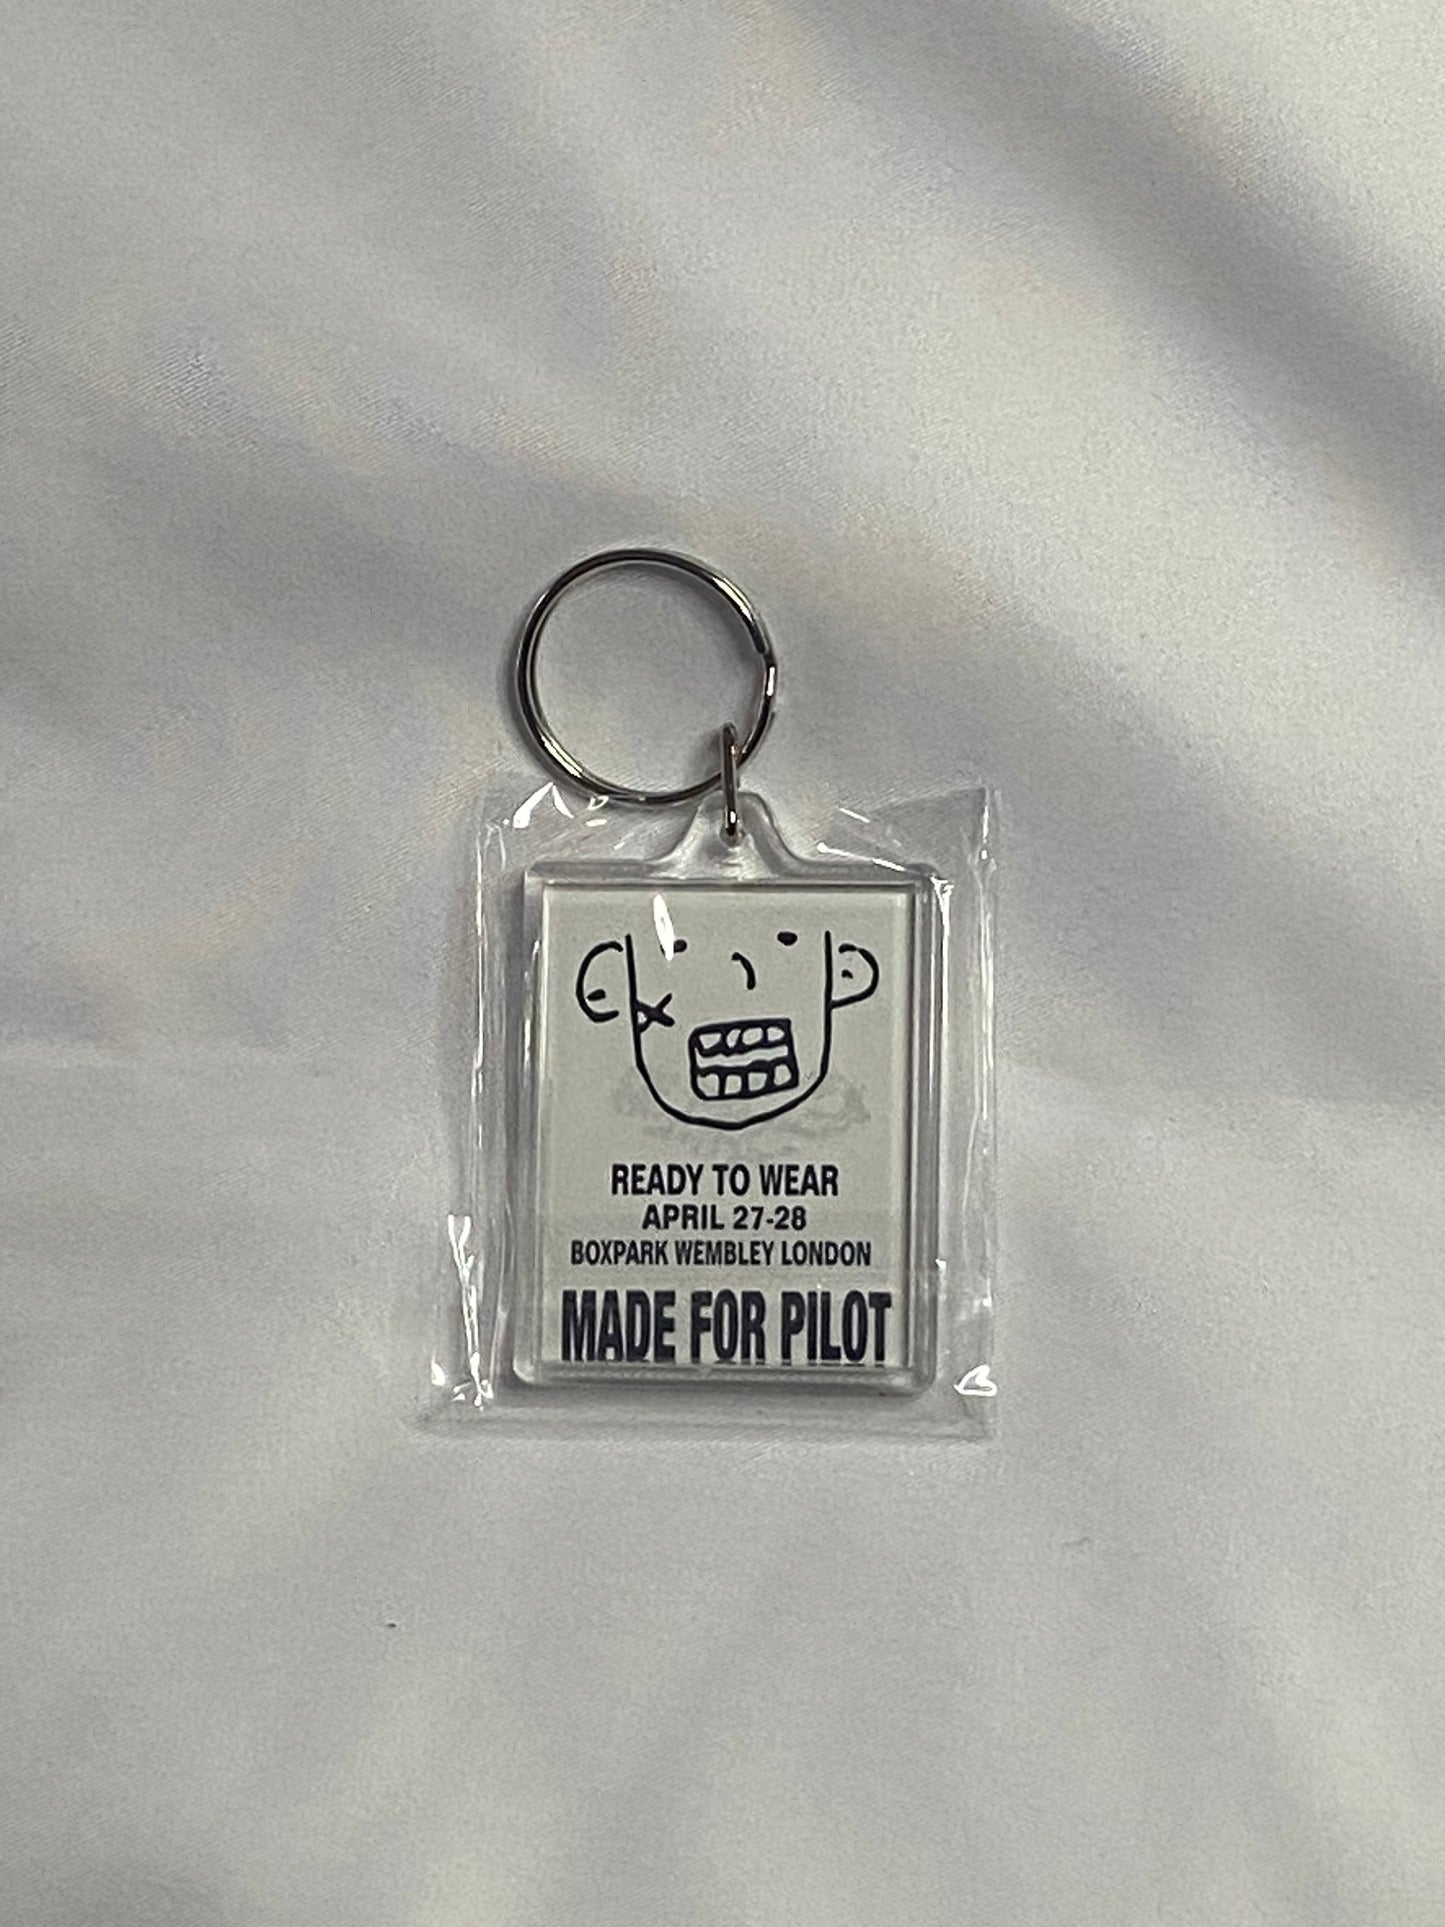 READY TO WEAR
APRIL 27-28
BOXPARK WEMBLEY LONDON
MADE FOR PILOT